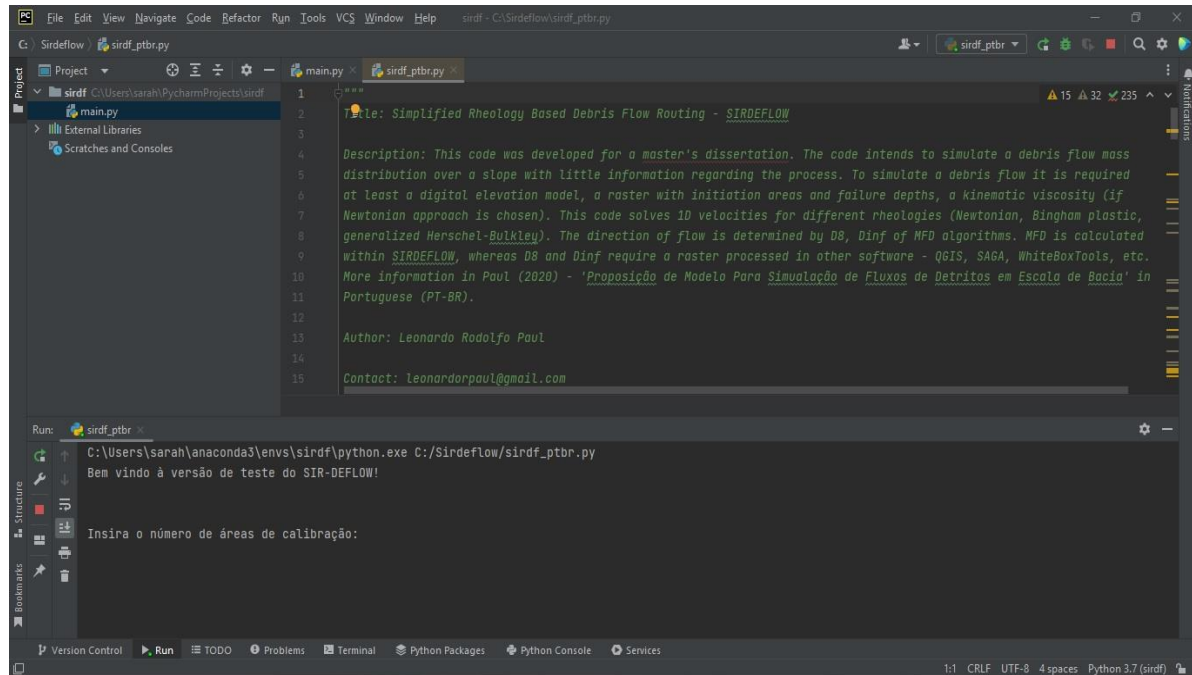 PC File Edit View Navigate Code Refactor Run Tools VCS Window Help sirdf - C:\Sirdeflow\sirdf_ptbr.py
C: Sirdeflow sirdf_ptbr.py sirdf_ptbr
Project main.py sirdf_ptbr.py
Project
sirdf C:\Users\sarah\PycharmProjects\sirdf
main.py
External Libraries
Scratches and Consoles
15 32 235
Notifications
1 """
2 Title: Simplified Rheology Based Debris Flow Routing - SIRDEFLOW
3
4 Description: This code was developed for a master's dissertation. The code intends to simulate a debris flow mass
5 distribution over a slope with little information regarding the process. To simulate a debris flow it is required
6 at least a digital elevation model, a raster with initiation areas and failure depths, a kinematic viscosity (if
7 Newtonian approach is chosen). This code solves 1D velocities for different rheologies (Newtonian, Bingham plastic,
8 generalized Herschel-Bulkley). The direction of flow is determined by D8, Dinf of MFD algorithms. MFD is calculated
9 within SIRDEFLOW, whereas D8 and Dinf require a raster processed in other software - QGIS, SAGA, WhiteBoxTools, etc.
10 More information in Paul (2020) - 'Proposição de Modelo Para Simualação de Fluxos de Detritos em Escala de Bacia' in
11 Portuguese (PT-BR).
12
13 Author: Leonardo Rodolfo Paul
14
15 Contact: leonardorpaul@gmail.com
Run: sirdf_ptbr
C:\Users\sarah\anaconda3\envs\sirdf\python.exe C:/Sirdeflow/sirdf_ptbr.py
Bem vindo à versão de teste do SIR-DEFLOW!
Insira o número de áreas de calibração:
Structure
Bookmarks
Version Control Run TODO Problems Terminal Python Packages Python Console Services
1:1 CRLF UTF-8 4 spaces Python 3.7 (sirdf)